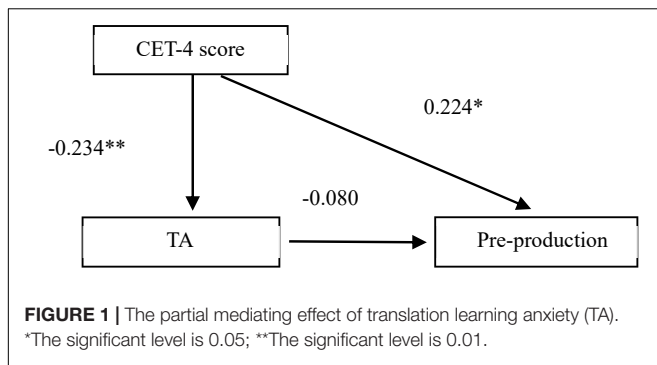 CET-4 score
0.224*
-0.234**
-0.080
TA
Pre-production
FIGURE 1 | The partial mediating effect of translation learning anxiety (TA).
*The significant level is 0.05; **The significant level is 0.01.